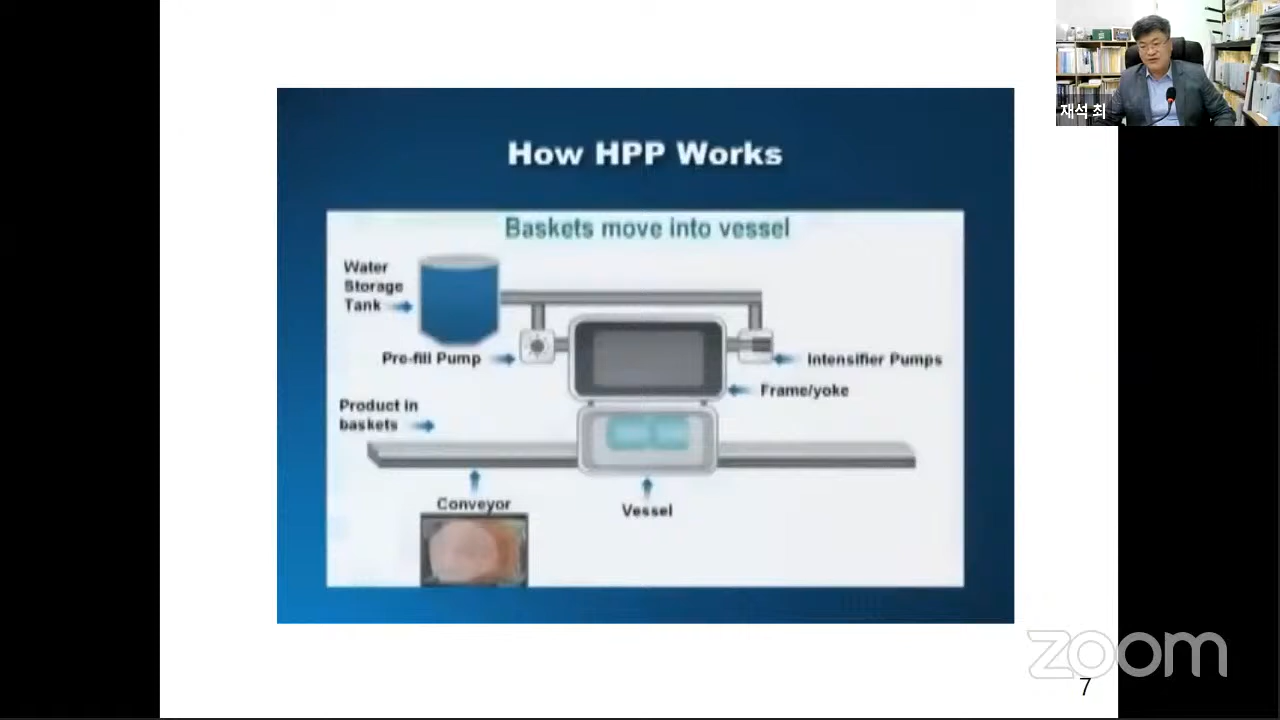 재석 최
How HPP Works
Baskets move into vessel
Water
Storage
Tank
Pre-fill Pump
Intensifier Pumps
Frame/yoke
Product in
baskets
Conveyor
Vessel
zoom
7